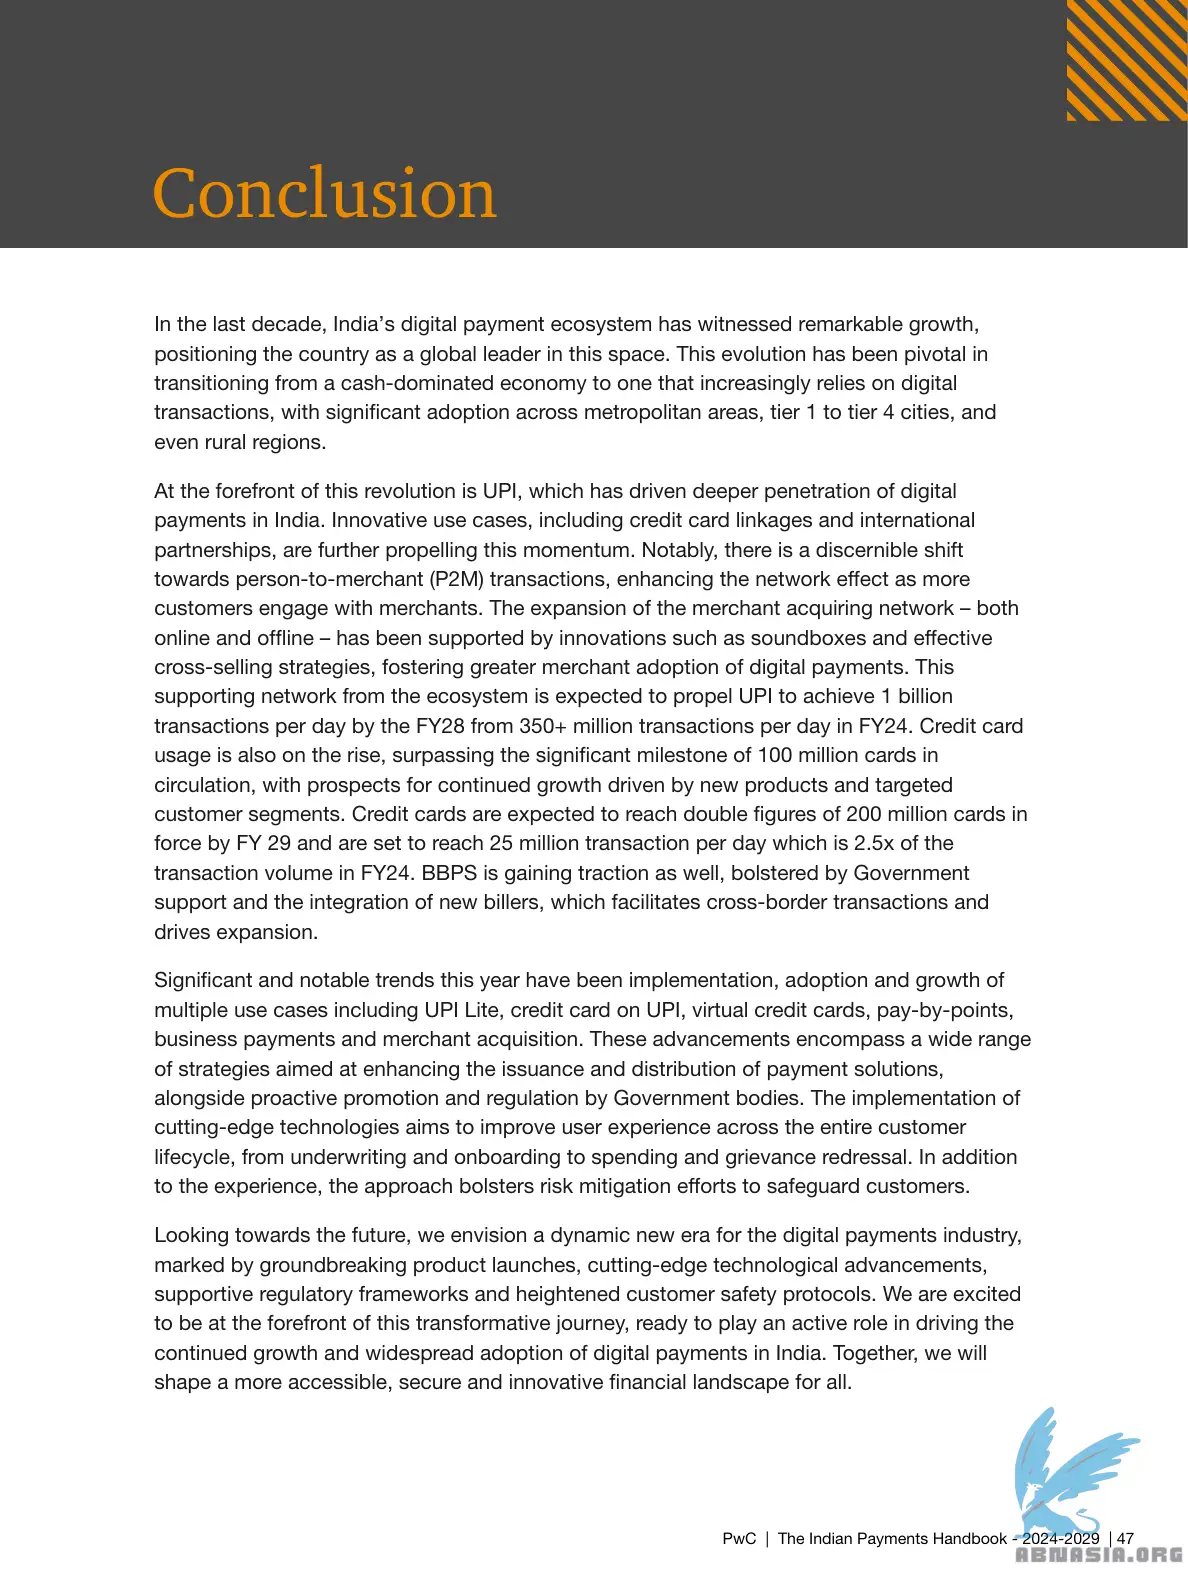 Conclusion
In the last decade, India’s digital payment ecosystem has witnessed remarkable growth,
positioning the country as a global leader in this space. This evolution has been pivotal in
transitioning from a cash-dominated economy to one that increasingly relies on digital
transactions, with significant adoption across metropolitan areas, tier 1 to tier 4 cities, and
even rural regions.
At the forefront of this revolution is UPI, which has driven deeper penetration of digital
payments in India. Innovative use cases, including credit card linkages and international
partnerships, are further propelling this momentum. Notably, there is a discernible shift
towards person-to-merchant (P2M) transactions, enhancing the network effect as more
customers engage with merchants. The expansion of the merchant acquiring network – both
online and offline – has been supported by innovations such as soundboxes and effective
cross-selling strategies, fostering greater merchant adoption of digital payments. This
supporting network from the ecosystem is expected to propel UPI to achieve 1 billion
transactions per day by the FY28 from 350+ million transactions per day in FY24. Credit card
usage is also on the rise, surpassing the significant milestone of 100 million cards in
circulation, with prospects for continued growth driven by new products and targeted
customer segments. Credit cards are expected to reach double figures of 200 million cards in
force by FY 29 and are set to reach 25 million transaction per day which is 2.5x of the
transaction volume in FY24. BBPS is gaining traction as well, bolstered by Government
support and the integration of new billers, which facilitates cross-border transactions and
drives expansion.
Significant and notable trends this year have been implementation, adoption and growth of
multiple use cases including UPI Lite, credit card on UPI, virtual credit cards, pay-by-points,
business payments and merchant acquisition. These advancements encompass a wide range
of strategies aimed at enhancing the issuance and distribution of payment solutions,
alongside proactive promotion and regulation by Government bodies. The implementation of
cutting-edge technologies aims to improve user experience across the entire customer
lifecycle, from underwriting and onboarding to spending and grievance redressal. In addition
to the experience, the approach bolsters risk mitigation efforts to safeguard customers.
Looking towards the future, we envision a dynamic new era for the digital payments industry,
marked by groundbreaking product launches, cutting-edge technological advancements,
supportive regulatory frameworks and heightened customer safety protocols. We are excited
to be at the forefront of this transformative journey, ready to play an active role in driving the
continued growth and widespread adoption of digital payments in India. Together, we will
shape a more accessible, secure and innovative financial landscape for all.
PwC | The Indian Payments Handbook - 2024-2029 | 47
ABMASIA.ORG